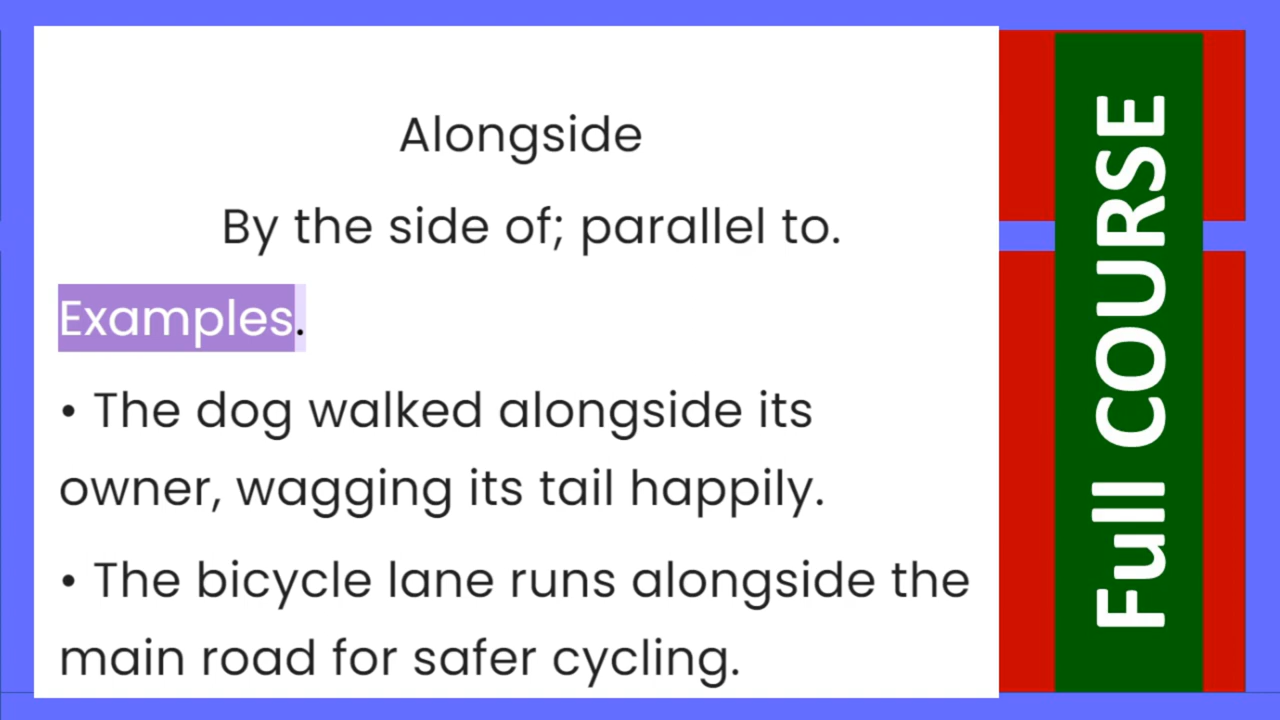 Alongside
By the side of; parallel to.
Examples.
• The dog walked alongside its
owner, wagging its tail happily.
• The bicycle lane runs alongside the
main road for safer cycling.
Full COURSE